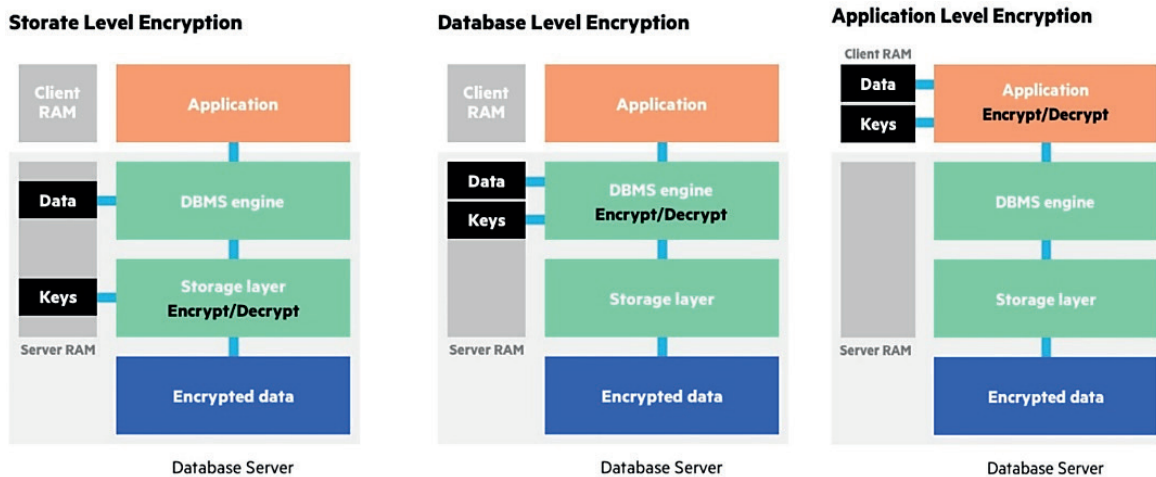 Storate Level Encryption
Client
RAM
Application
Data
DBMS engine
Keys
Storage layer
Encrypt/Decrypt
Server RAM
Encrypted data
Database Server
Database Level Encryption
Client
RAM
Application
Data
Keys
DBMS engine
Encrypt/Decrypt
Storage layer
Server RAM
Encrypted data
Database Server
Application Level Encryption
Client RAM
Data
Keys
Application
Encrypt/Decrypt
DBMS engine
Storage layer
Server RAM
Encrypted data
Database Server